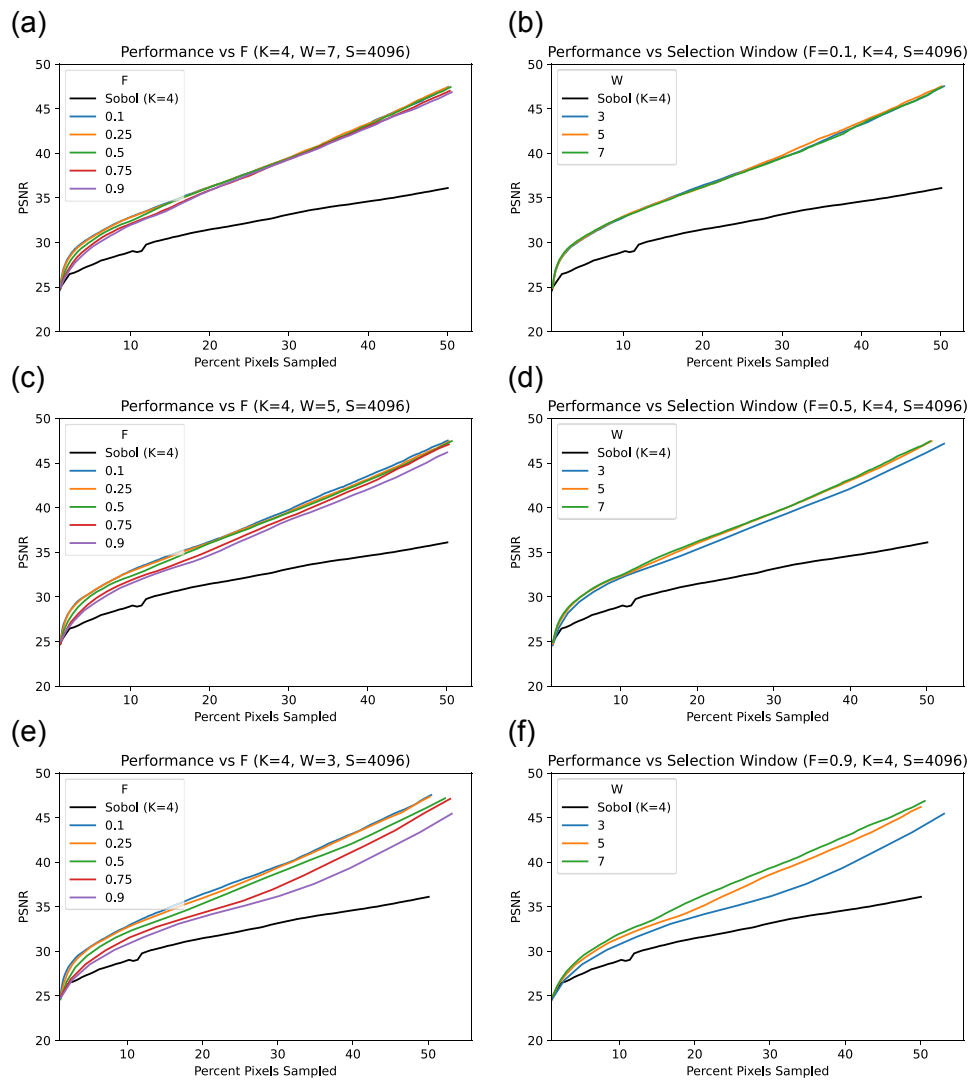 (a)
Performance vs F (K=4, W=7, S=4096)
50
45
40
35
30
25
20
PSNR
F
Sobol (K=4)
0.1
0.25
0.5
0.75
0.9
10
20
30
40
50
Percent Pixels Sampled
(b)
Performance vs Selection Window (F=0.1, K=4, S=4096)
50
45
40
35
30
25
20
PSNR
W
Sobol (K=4)
3
5
7
10
20
30
40
50
Percent Pixels Sampled
(c)
Performance vs F (K=4, W=5, S=4096)
50
45
40
35
30
25
20
PSNR
F
Sobol (K=4)
0.1
0.25
0.5
0.75
0.9
10
20
30
40
50
Percent Pixels Sampled
(d)
Performance vs Selection Window (F=0.5, K=4, S=4096)
50
45
40
35
30
25
20
PSNR
W
Sobol (K=4)
3
5
7
10
20
30
40
50
Percent Pixels Sampled
(e)
Performance vs F (K=4, W=3, S=4096)
50
45
40
35
30
25
20
PSNR
F
Sobol (K=4)
0.1
0.25
0.5
0.75
0.9
10
20
30
40
50
Percent Pixels Sampled
(f)
Performance vs Selection Window (F=0.9, K=4, S=4096)
50
45
40
35
30
25
20
PSNR
W
Sobol (K=4)
3
5
7
10
20
30
40
50
Percent Pixels Sampled